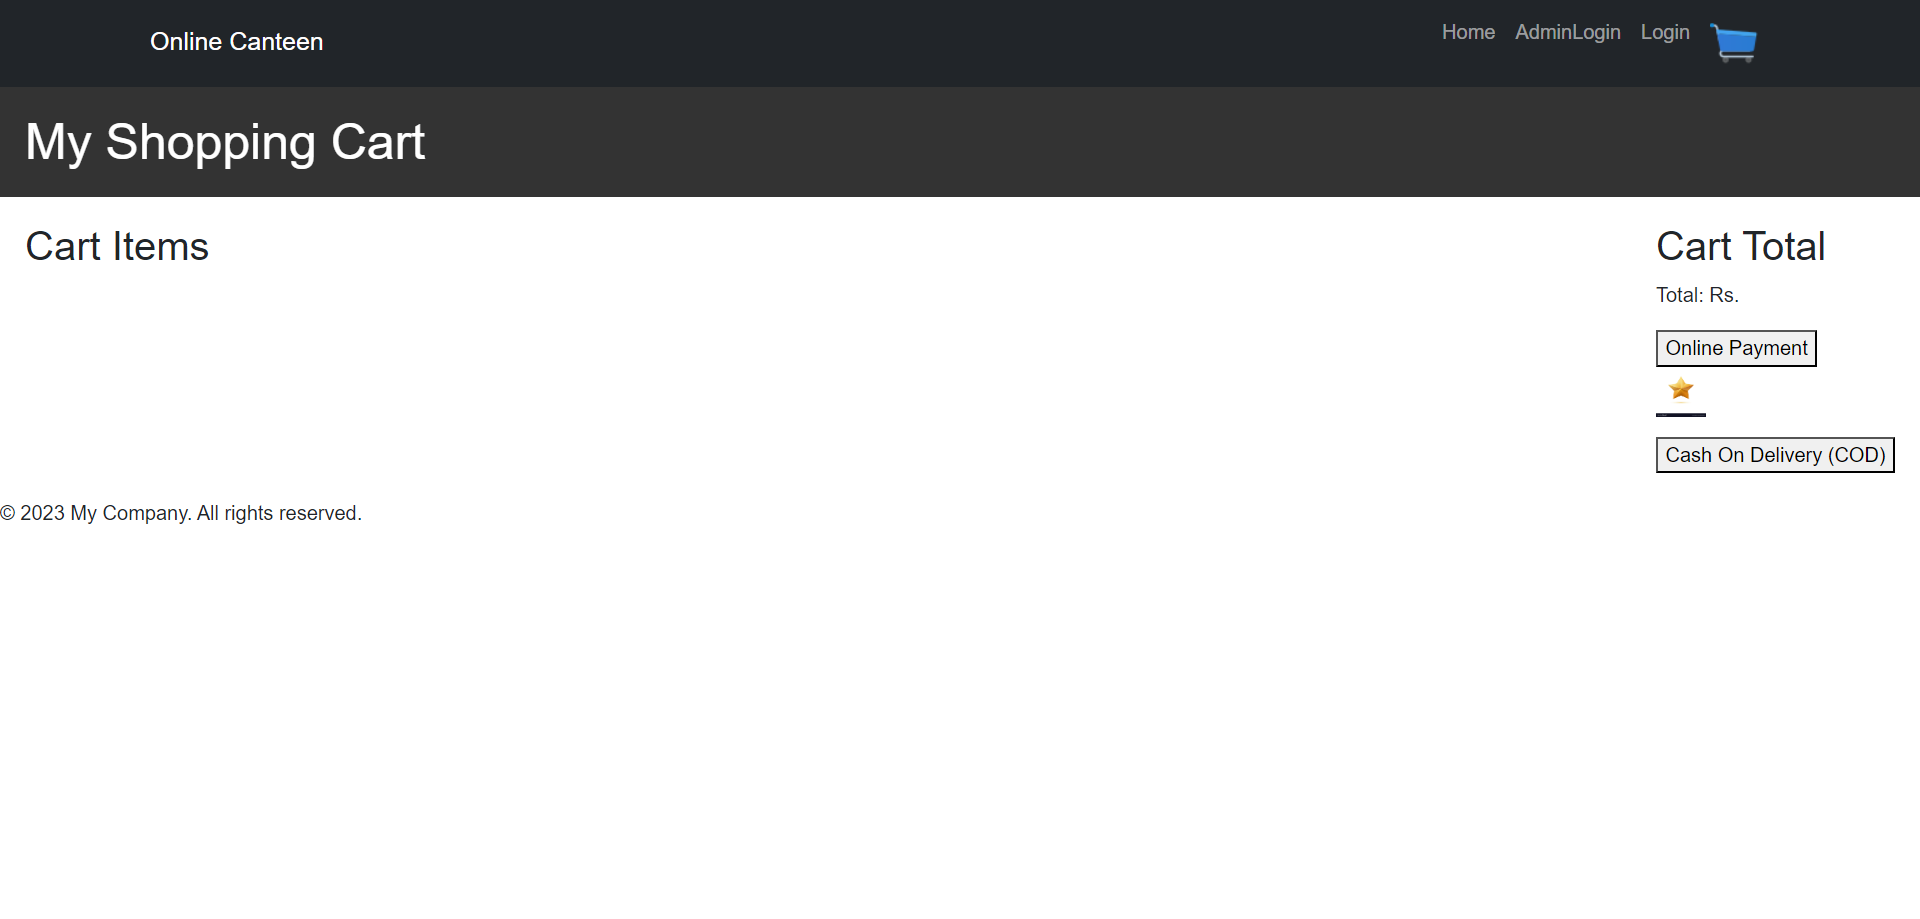 Online Canteen
Home AdminLogin Login
My Shopping Cart
Cart Items
Cart Total
Total: Rs.
Online Payment
Cash On Delivery (COD)
© 2023 My Company. All rights reserved.